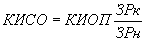 КИСО = КИОП ЗРк / ЗРн